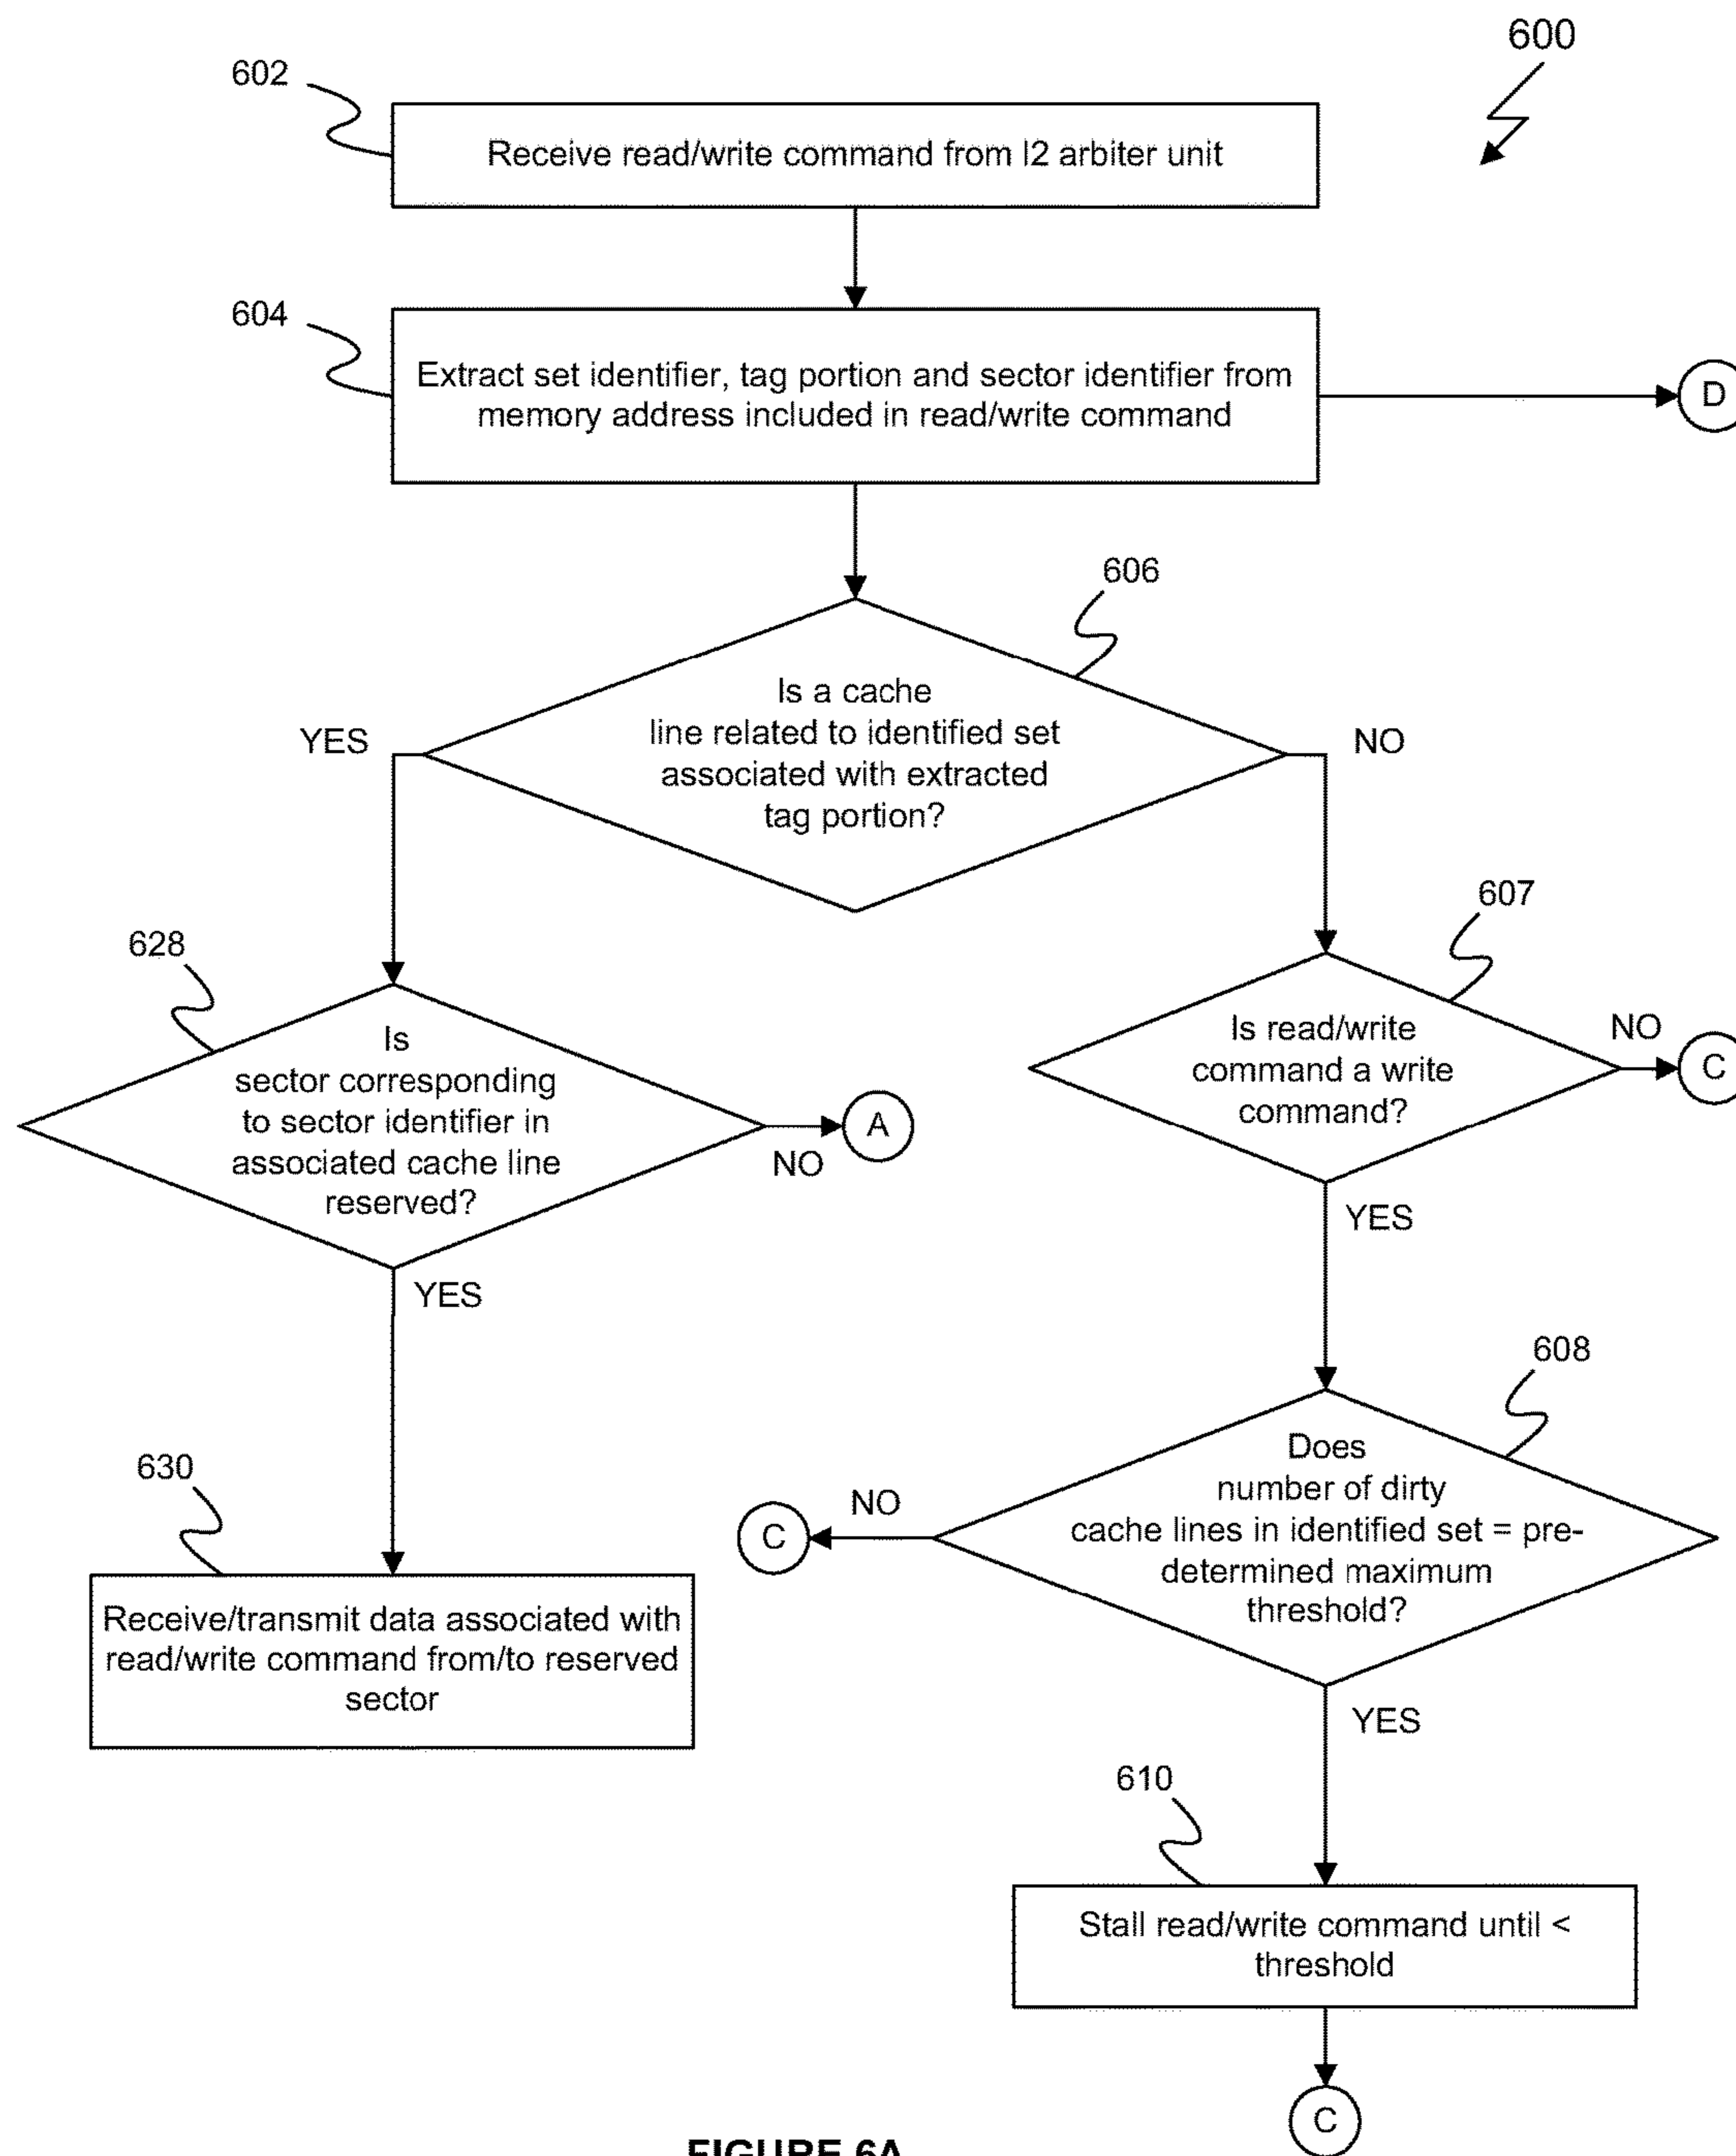 600
602
Receive read/write command from l2 arbiter unit
604
Extract set identifier, tag portion and sector identifier from
memory address included in read/write command
D
606
Is a cache
line related to identified set
associated with extracted
tag portion?
YES
NO
628
Is
sector corresponding
to sector identifier in
associated cache line
reserved?
NO
A
YES
607
Is read/write
command a write
command?
NO
C
YES
608
Does
number of dirty
cache lines in identified set = pre-
determined maximum
threshold?
NO
C
YES
630
Receive/transmit data associated with
read/write command from/to reserved
sector
610
Stall read/write command until <
threshold
C
FIGURE 6A